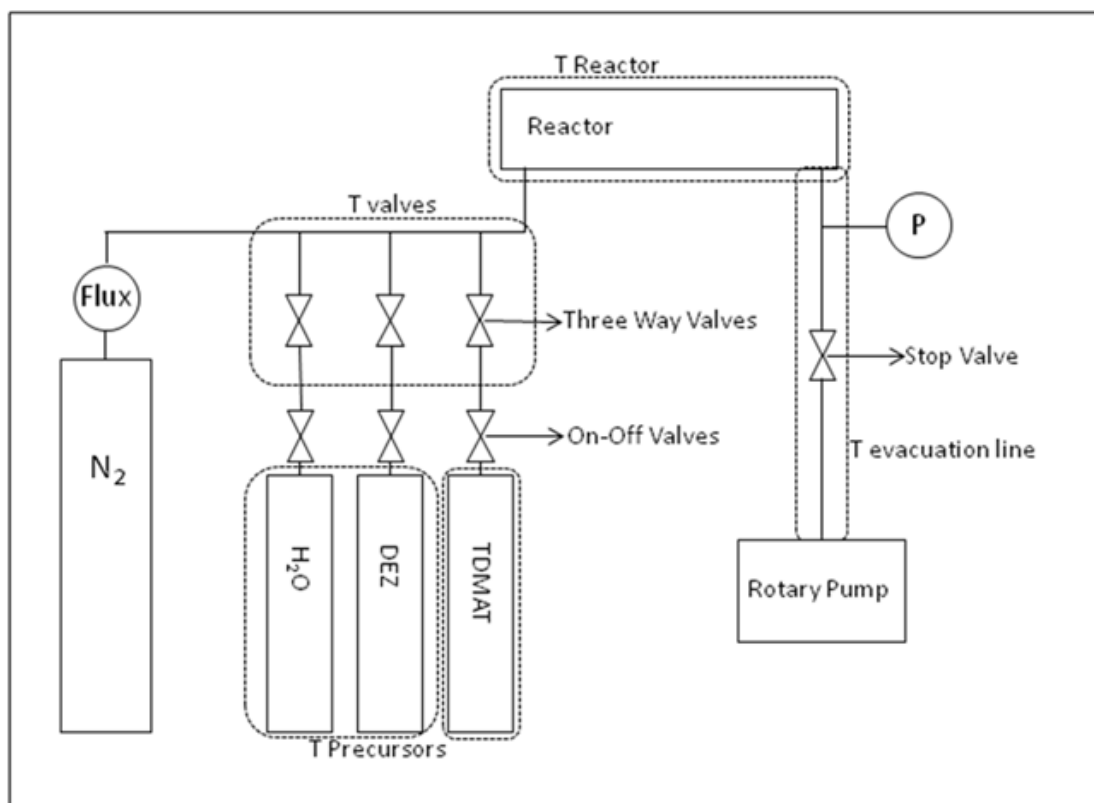 T Reactor
Reactor
T valves
P
Flux
Three Way Valves
Stop Valve
On-Off Valves
T evacuation line
N₂
H₂O
DEZ
TDMAT
Rotary Pump
T Precursors